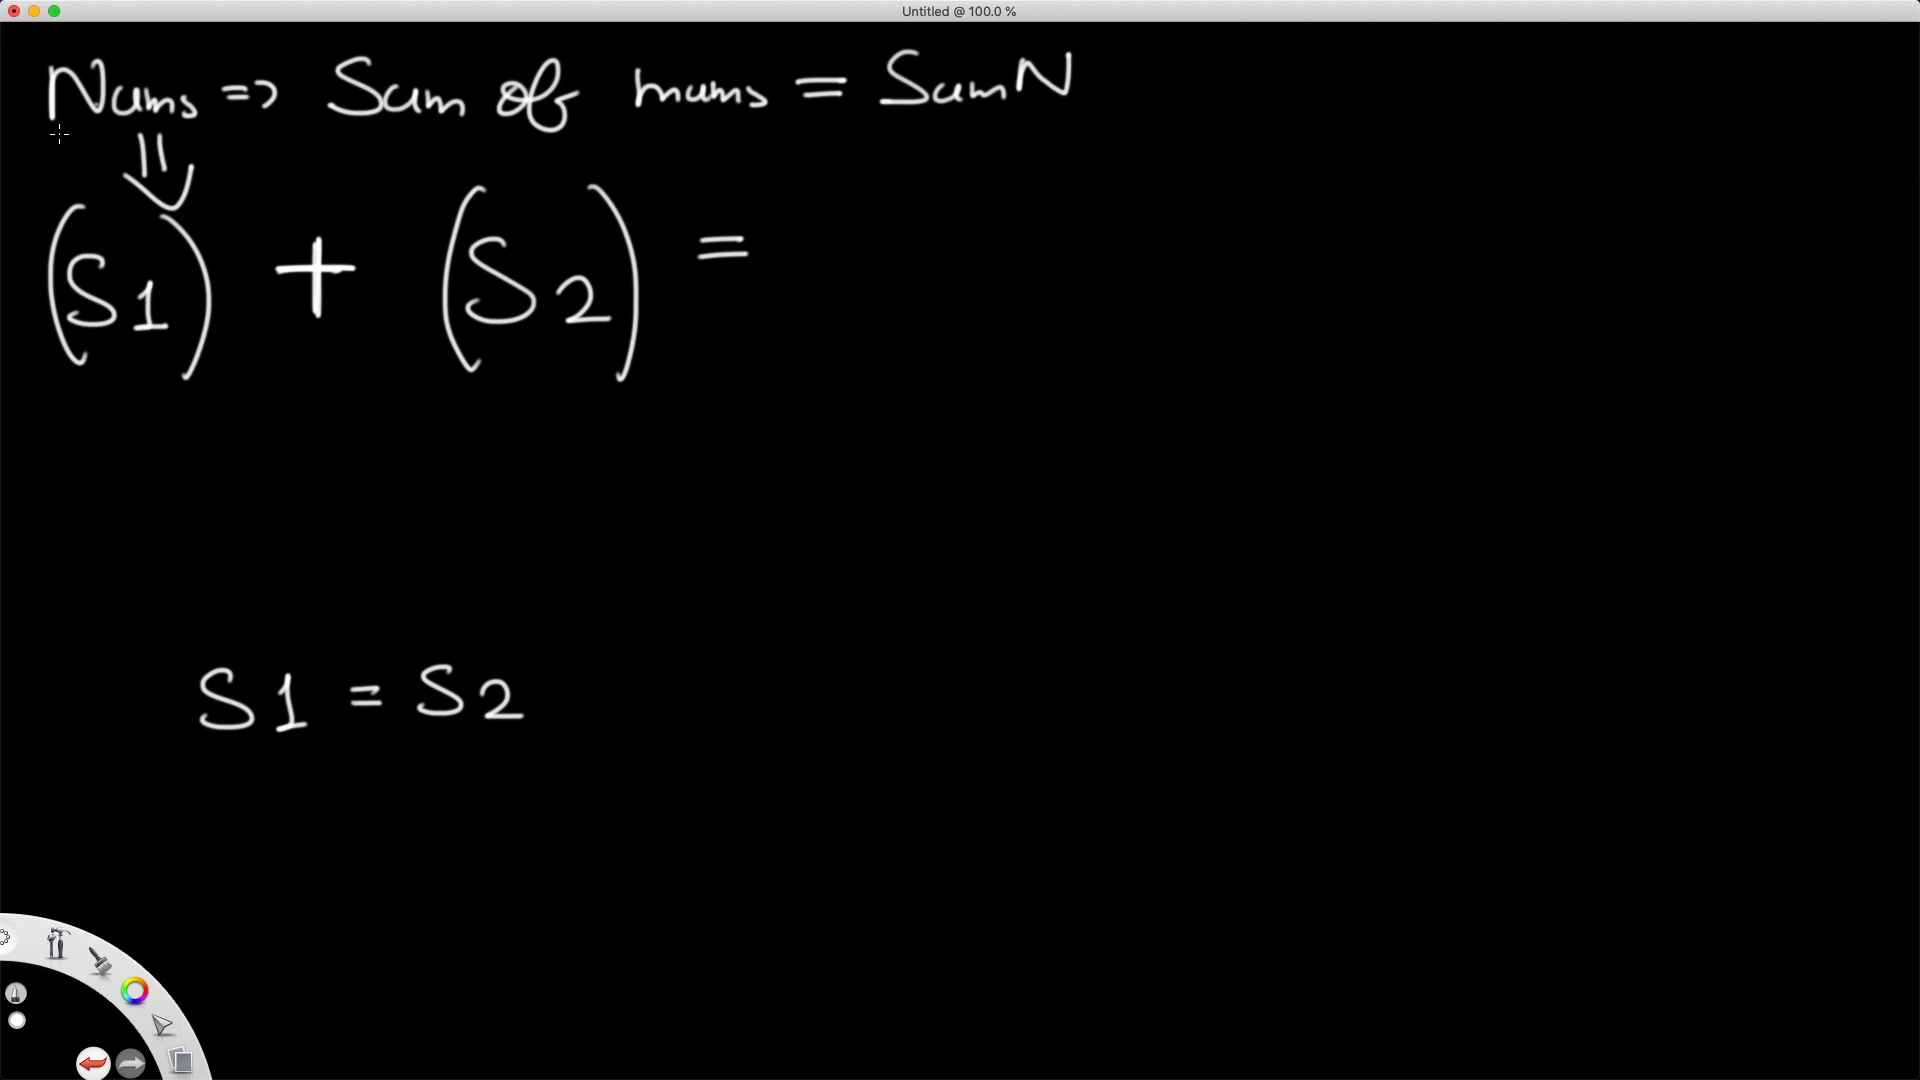 Untitled @ 100.0 %
Nums => Sum of nums = SumN
(S1) + (S2) =
S1 = S2